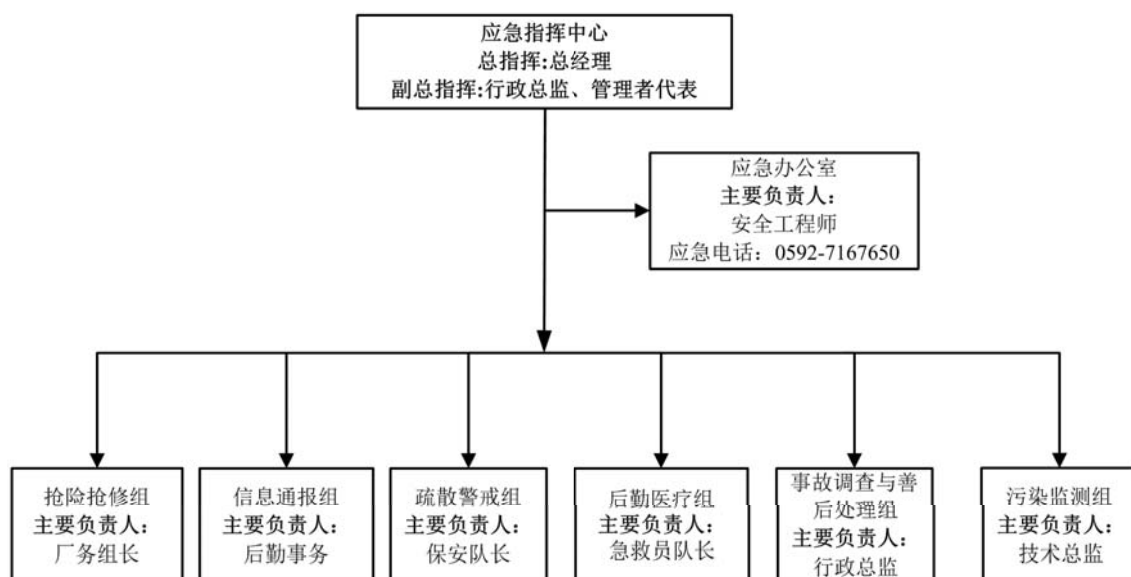 应急指挥中心
总指挥:总经理
副总指挥:行政总监、管理者代表
应急办公室
主要负责人：
安全工程师
应急电话：0592-7167650
抢险抢修组
主要负责人：
厂务组长
信息通报组
主要负责人：
后勤事务
疏散警戒组
主要负责人：
保安队长
后勤医疗组
主要负责人：
急救员队长
事故调查与善
后处理组
主要负责人：
行政总监
污染监测组
主要负责人：
技术总监